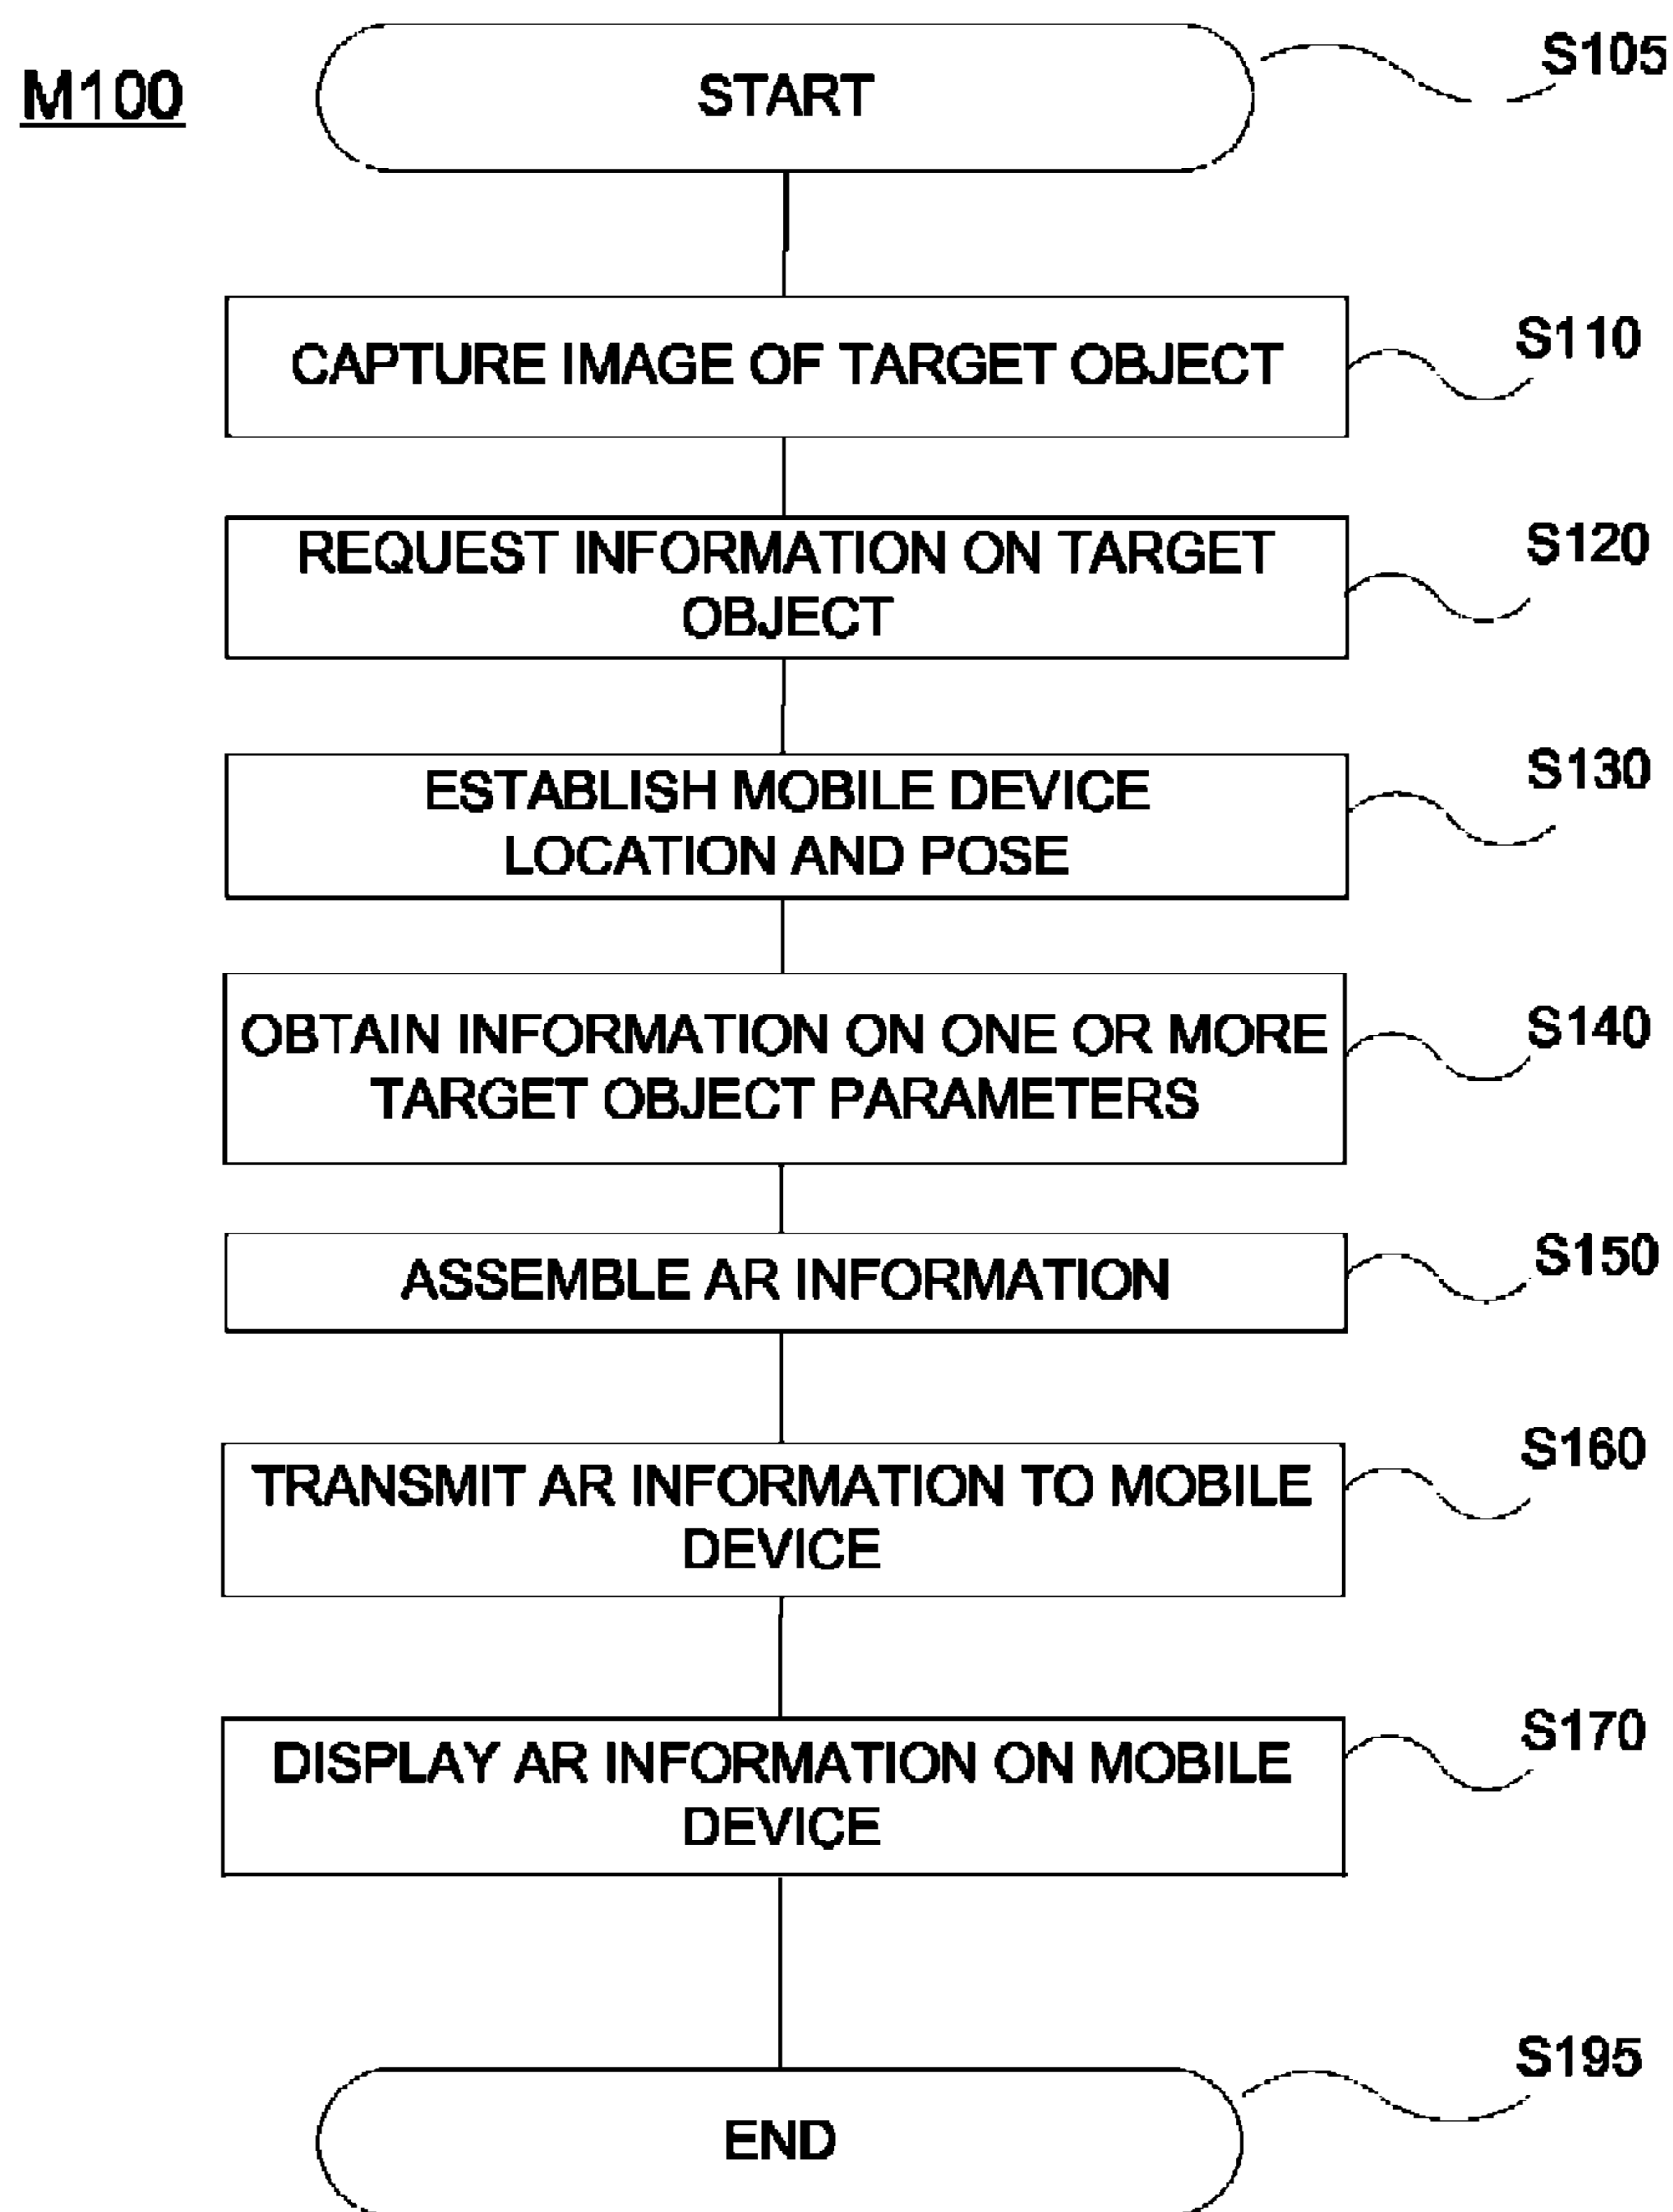 M100
START
S105
CAPTURE IMAGE OF TARGET OBJECT
S110
REQUEST INFORMATION ON TARGET
OBJECT
S120
ESTABLISH MOBILE DEVICE
LOCATION AND POSE
S130
OBTAIN INFORMATION ON ONE OR MORE
TARGET OBJECT PARAMETERS
S140
ASSEMBLE AR INFORMATION
S150
TRANSMIT AR INFORMATION TO MOBILE
DEVICE
S160
DISPLAY AR INFORMATION ON MOBILE
DEVICE
S170
END
S195